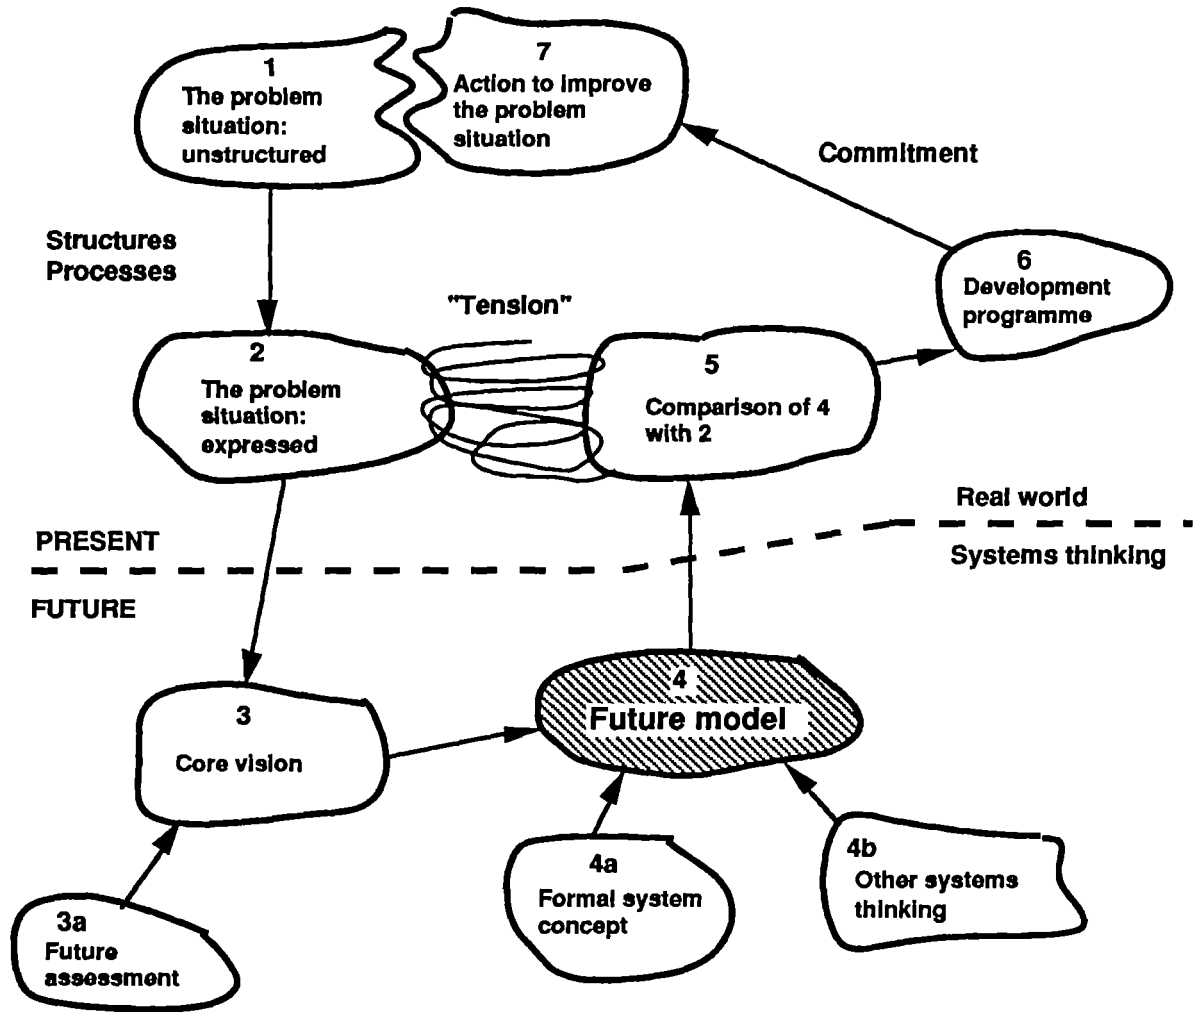 1
The problem
situation:
unstructured
7
Action to improve
the problem
situation
Commitment
Structures
Processes
6
Development
programme
"Tension"
2
The problem
situation:
expressed
5
Comparison of 4
with 2
Real world
PRESENT
Systems thinking
FUTURE
3
Core vision
4
Future model
3a
Future
assessment
4a
Formal system
concept
4b
Other systems
thinking